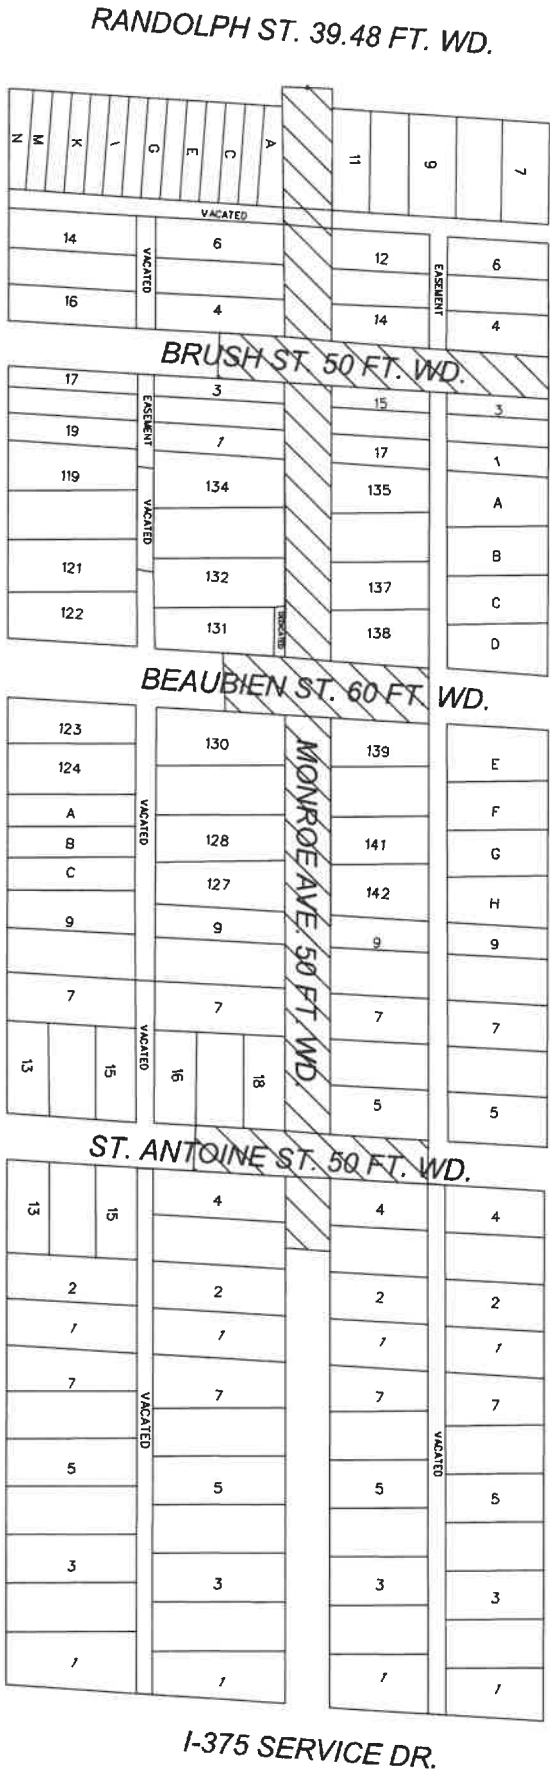 RANDOLPH ST. 39.48 FT. WD.
N M K I G E C A 11 9 7
VACATED
14 VACATED 6 12 EASEMENT 6
16 4 14 4
BRUSH ST. 50 FT. WD.
17 3 15 3
19 EASEMENT 1 17 1
119 134 135 A
VACATED
B
121 132 137 C
122 131 DEDICATED 138 D
BEAUBIEN ST. 60 FT. WD.
123 130 139 E
124
A VACATED F
B 128 141 G
C 127 142 H
9 9 9 9
MONROE AVE. 50 FT. WD.
7 7 7 7
13 15 VACATED 16 18
5 5
ST. ANTOINE ST. 50 FT. WD.
13 15 4 4 4
2 2 2 2
1 1 1 1
7 7 7 7
VACATED VACATED
5 5 5 5
3 3 3 3
1 1 1 1
I-375 SERVICE DR.